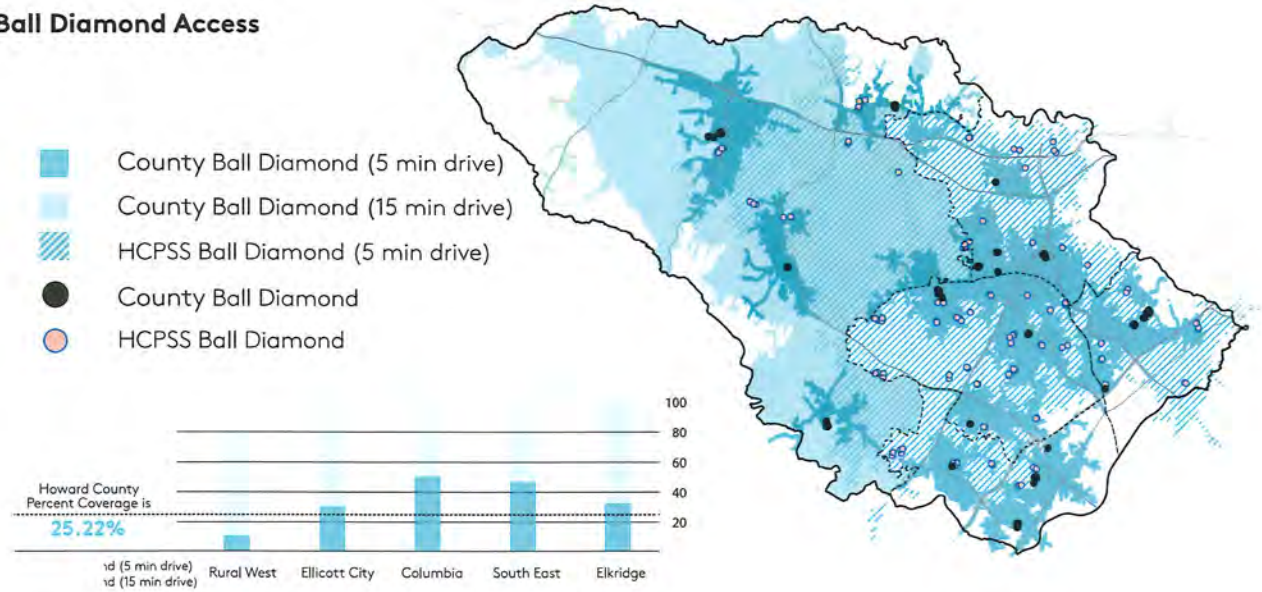 Ball Diamond Access
County Ball Diamond (5 min drive)
County Ball Diamond (15 min drive)
HCPSS Ball Diamond (5 min drive)
County Ball Diamond
HCPSS Ball Diamond
100
80
60
40
20
Howard County
Percent Coverage is
25.22%
nd (5 min drive)
nd (15 min drive)
Rural West
Ellicott City
Columbia
South East
Elkridge